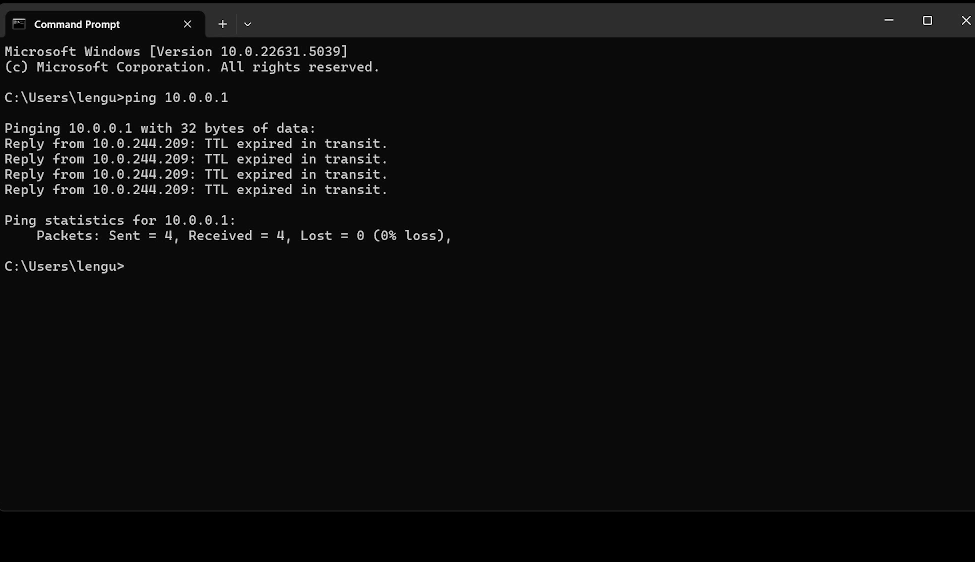 Command Prompt
Microsoft Windows [Version 10.0.22631.5039]
(c) Microsoft Corporation. All rights reserved.
C:\Users\lengu>ping 10.0.0.1
Pinging 10.0.0.1 with 32 bytes of data:
Reply from 10.0.244.209: TTL expired in transit.
Reply from 10.0.244.209: TTL expired in transit.
Reply from 10.0.244.209: TTL expired in transit.
Reply from 10.0.244.209: TTL expired in transit.
Ping statistics for 10.0.0.1:
    Packets: Sent = 4, Received = 4, Lost = 0 (0% loss),
C:\Users\lengu>